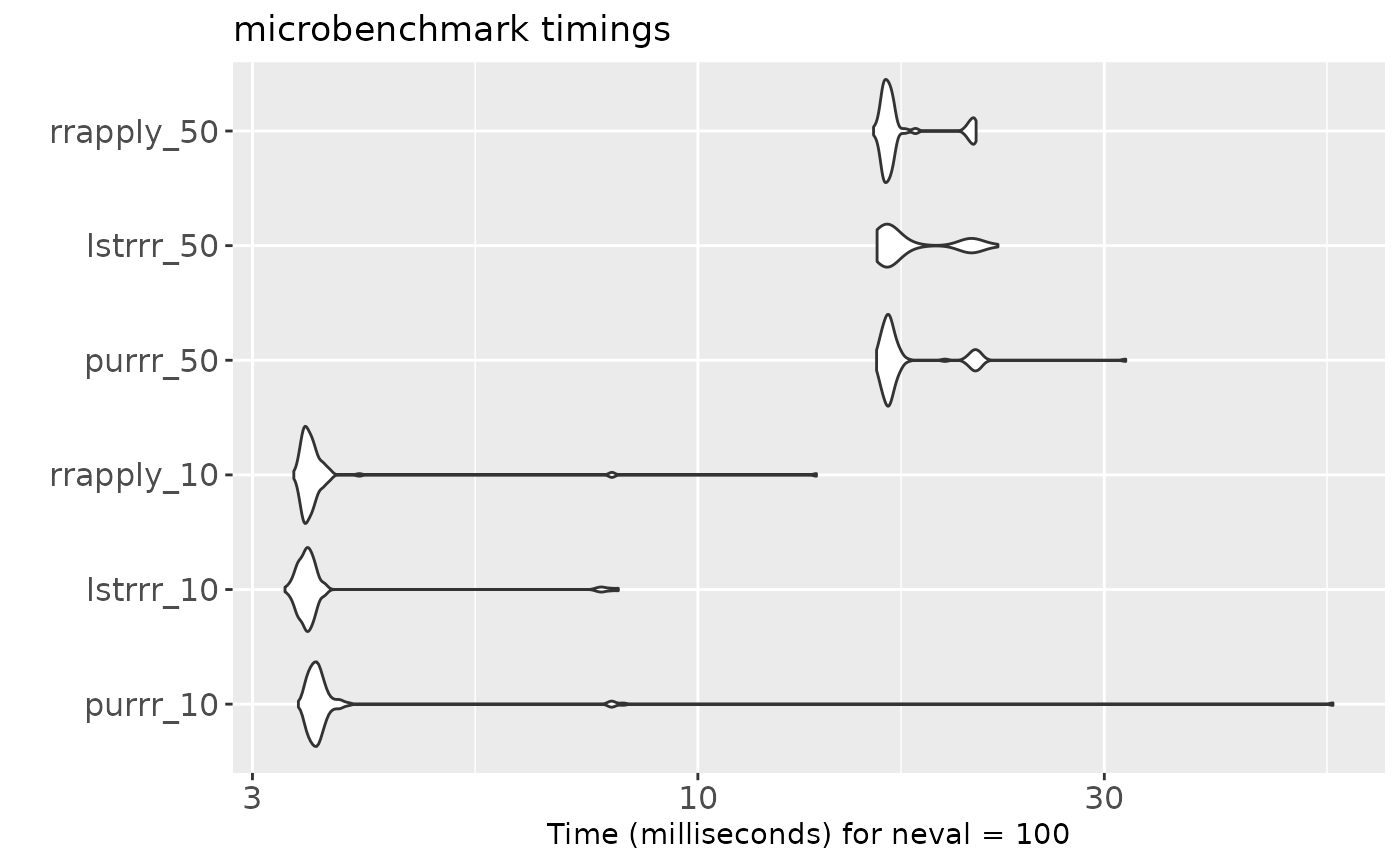 microbenchmark timings
rrapply_50
lstrrr_50
purrr_50
rrapply_10
lstrrr_10
purrr_10
3 10 30
Time (milliseconds) for neval = 100